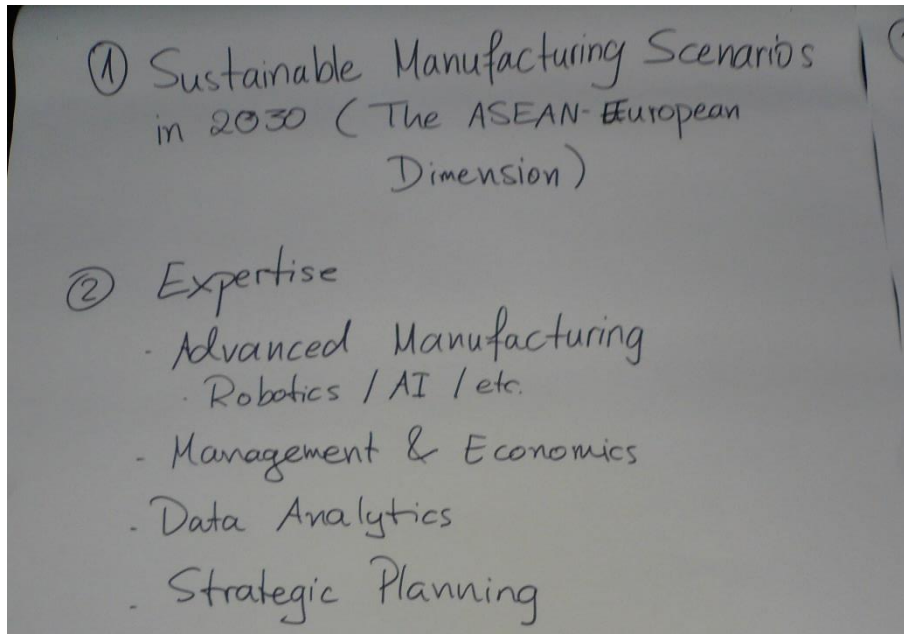 ① Sustainable Manufacturing Scenarios
in 2030 (The ASEAN-European
Dimension)
② Expertise
· Advanced Manufacturing
· Robotics / AI / etc.
- Management & Economics
· Data Analytics
· Strategic Planning